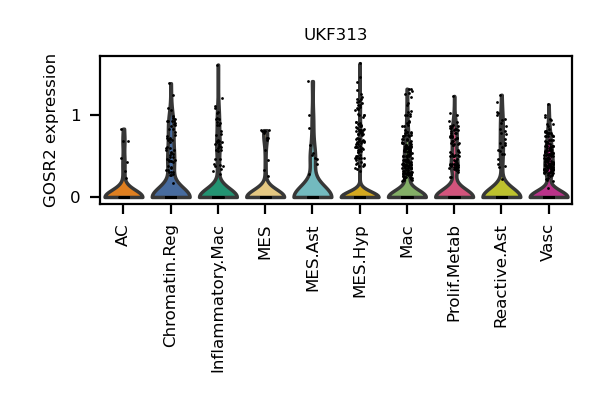 UKF313
GOSR2 expression
1
0
AC
Chromatin.Reg
Inflammatory.Mac
MES
MES.Ast
MES.Hyp
Mac
Prolif.Metab
Reactive.Ast
Vasc